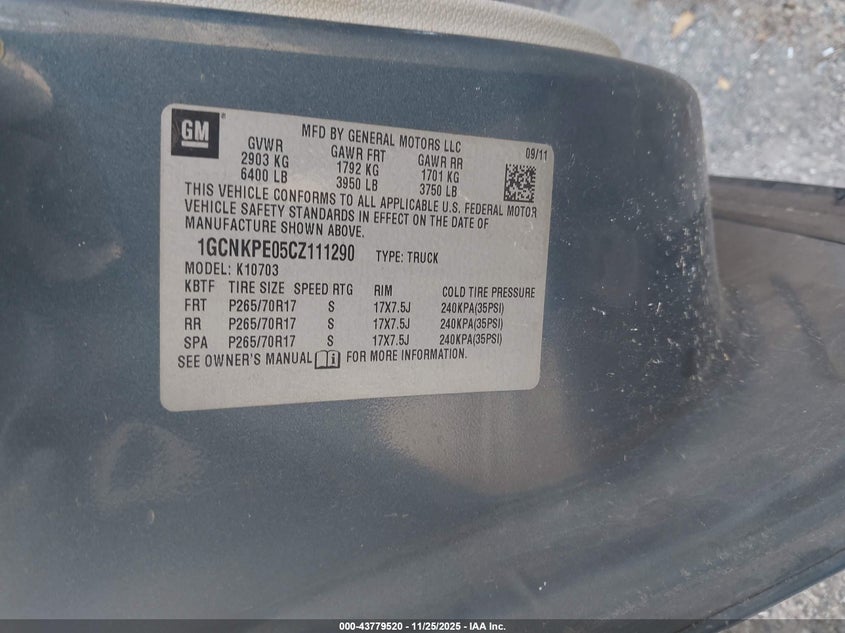 GM
MFD BY GENERAL MOTORS LLC
09/11
GVWR GAWR FRT GAWR RR
2903 KG 1792 KG 1701 KG
6400 LB 3950 LB 3750 LB
THIS VEHICLE CONFORMS TO ALL APPLICABLE U.S. FEDERAL MOTOR
VEHICLE SAFETY STANDARDS IN EFFECT ON THE DATE OF
MANUFACTURE SHOWN ABOVE.
1GCNKPE05CZ111290 TYPE: TRUCK
MODEL: K10703
KBTF TIRE SIZE SPEED RTG RIM COLD TIRE PRESSURE
FRT P265/70R17 S 17X7.5J 240KPA(35PSI)
RR P265/70R17 S 17X7.5J 240KPA(35PSI)
SPA P265/70R17 S 17X7.5J 240KPA(35PSI)
SEE OWNER'S MANUAL FOR MORE INFORMATION.
000-43779520 - 11/25/2025 - IAA Inc.